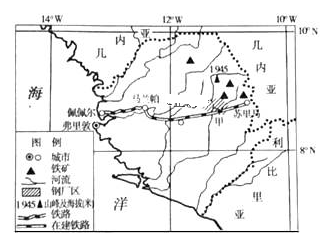 14°W 12°W 10°W
10°N
几
内
亚
几
内
亚
1945
海
佩佩尔
马兰帕
弗里敦
甲
苏里马
8°N
利
比
里
亚
洋
图 例
城市
铁矿
河流
钢厂区
1945 山峰及海拔(米)
铁路
在建铁路